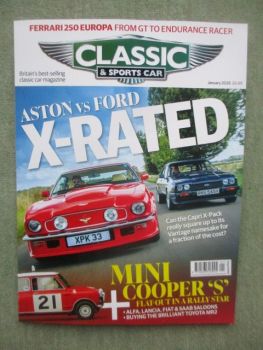 FERRARI 250 EUROPA FROM GT TO ENDURANCE RACER
CLASSIC
& SPORTS CAR
Britain's best-selling
classic car magazine
January 2020
ASTON vs FORD
X-RATED
Can the Capri X-Pack
really square up to its
Vantage namesake for
a fraction of the cost?
XPK 33
21
MINI
COOPER 'S'
FLAT-OUT IN A RALLY STAR
+
• ALFA, LANCIA, FIAT & SAAB SALOONS
• BUYING THE BRILLIANT TOYOTA MR2